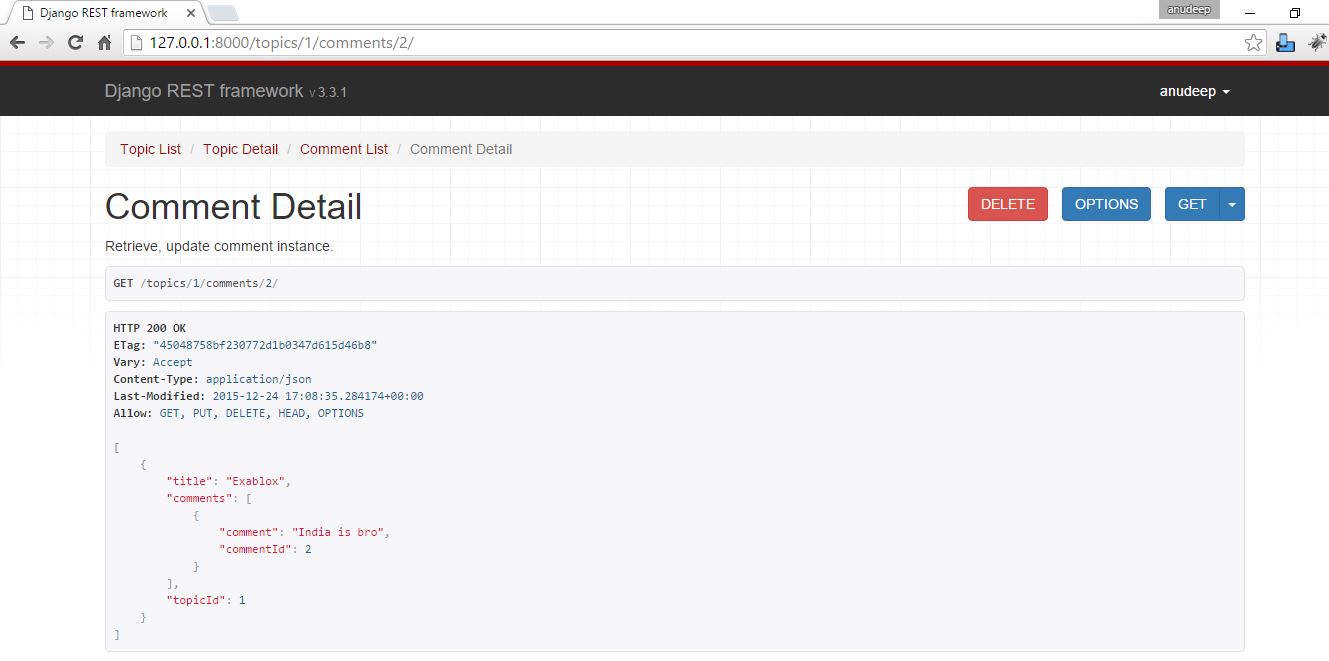 Django REST framework
anudeep
127.0.0.1:8000/topics/1/comments/2/
Django REST framework v 3.3.1
anudeep
Topic List / Topic Detail / Comment List / Comment Detail
Comment Detail
DELETE
OPTIONS
GET
Retrieve, update comment instance.
GET /topics/1/comments/2/
HTTP 200 OK
ETag: "45048758bf230772d1b0347d615d46b8"
Vary: Accept
Content-Type: application/json
Last-Modified: 2015-12-24 17:08:35.284174+00:00
Allow: GET, PUT, DELETE, HEAD, OPTIONS
[
    {
        "title": "Exablox",
        "comments": [
            {
                "comment": "India is bro",
                "commentId": 2
            }
        ],
        "topicId": 1
    }
]